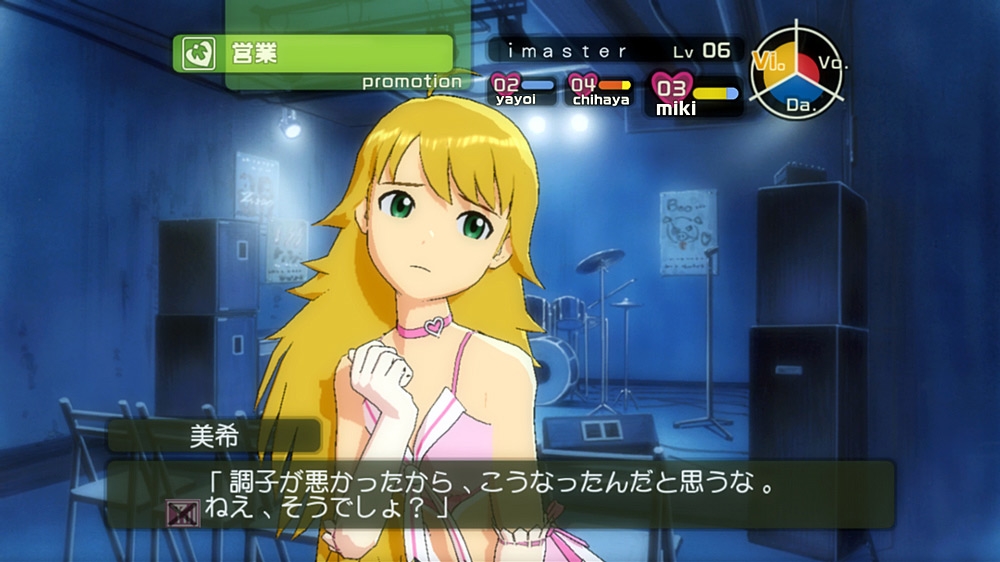 営業
promotion
imaster Lv 06
02 04 03
yayoi chihaya miki
Vi. Vo.
Da.
Boo~
美希
「調子が悪かったから、こうなったんだと思うな。
ねえ、そうでしょ?」